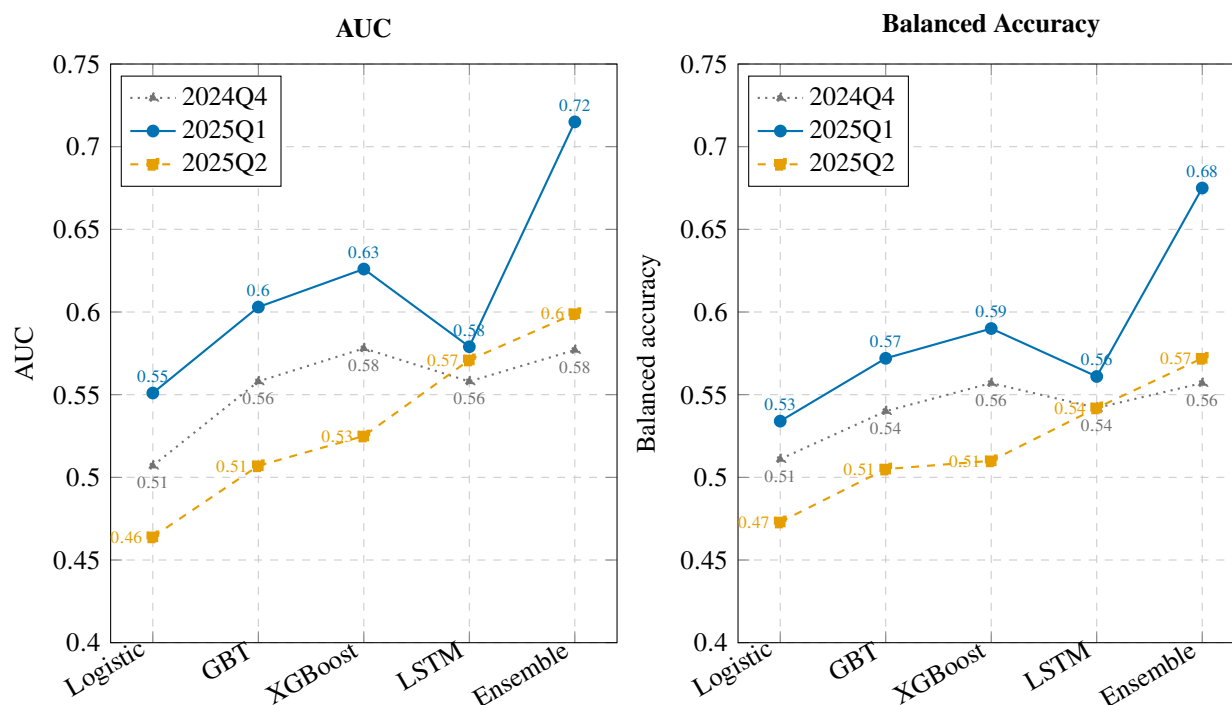 AUC
0.75
0.7
0.65
0.6
0.55
0.5
0.45
0.4
AUC
2024Q4
2025Q1
2025Q2
0.55
0.6
0.63
0.58
0.72
0.51
0.56
0.58
0.56
0.58
0.46
0.51
0.53
0.57
0.6
Logistic
GBT
XGBoost
LSTM
Ensemble
Balanced Accuracy
0.75
0.7
0.65
0.6
0.55
0.5
0.45
0.4
Balanced accuracy
2024Q4
2025Q1
2025Q2
0.53
0.57
0.59
0.56
0.68
0.51
0.54
0.56
0.54
0.56
0.47
0.51
0.51
0.54
0.57
Logistic
GBT
XGBoost
LSTM
Ensemble